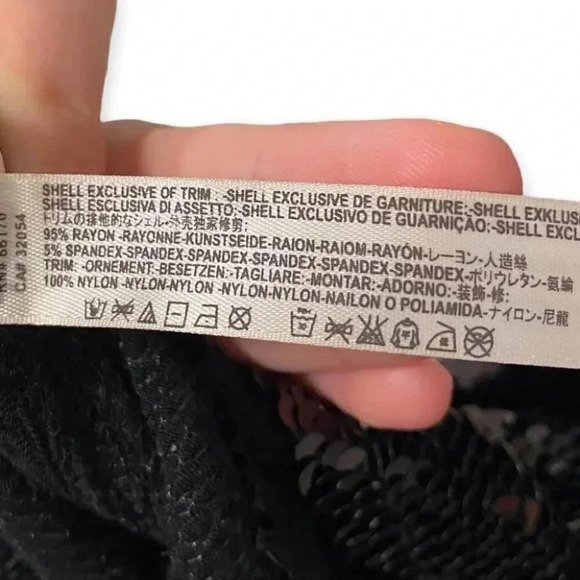 SHELL EXCLUSIVE OF TRIM:-SHELL EXCLUSIVE DE GARNITURE:-SHELL EXKLUS
SHELL ESCLUSIVA DI ASSETTO:-SHELL EXCLUSIVO DE GUARNIÇÃO:-SHELL EXCL
トリムの排他的なシェル-外壳独家修剪:
95% RAYON-RAYONNE-KUNSTSEIDE-RAION-RAIOM-RAYÓN-レーヨン-人造絲
5% SPANDEX-SPANDEX-SPANDEX-SPANDEX-SPANDEX-SPANDEX-ポリウレタン-氨綸
TRIM:-ORNEMENT-BESETZEN:-TAGLIARE:-MONTAR:-ADORNO:-装飾-修:
100% NYLON-NYLON-NYLON-NYLON-NYLON-NAILON O POLIAMIDA-ナイロン-尼龍
CA# 32054